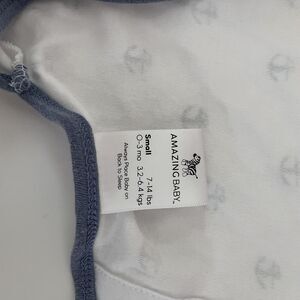 AMAZING BABY
Small 7-14 lbs
0-3 mo 3.2-6.4 kgs
Always Place Baby on
Back to Sleep